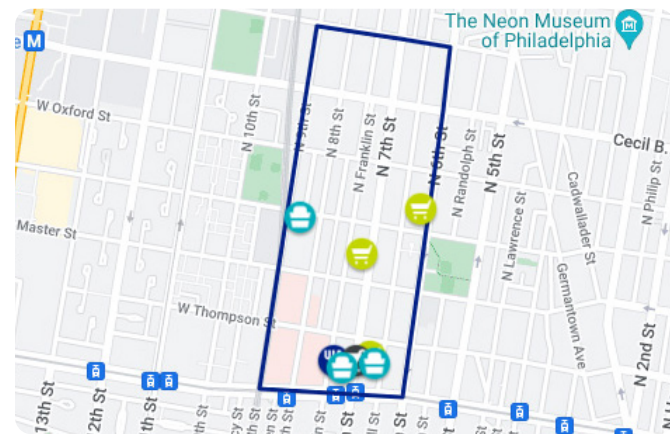 The Neon Museum
of Philadelphia
M
W Oxford St
N 10th St
N 9th St
N 8th St
N Franklin St
N 7th St
N 6th St
N Randolph St
N 5th St
Cecil B.
N Lawrence St
Cadwallader St
N Philip St
Master St
Germantown Ave
W Thompson St
N 2nd St
13th St
12th St